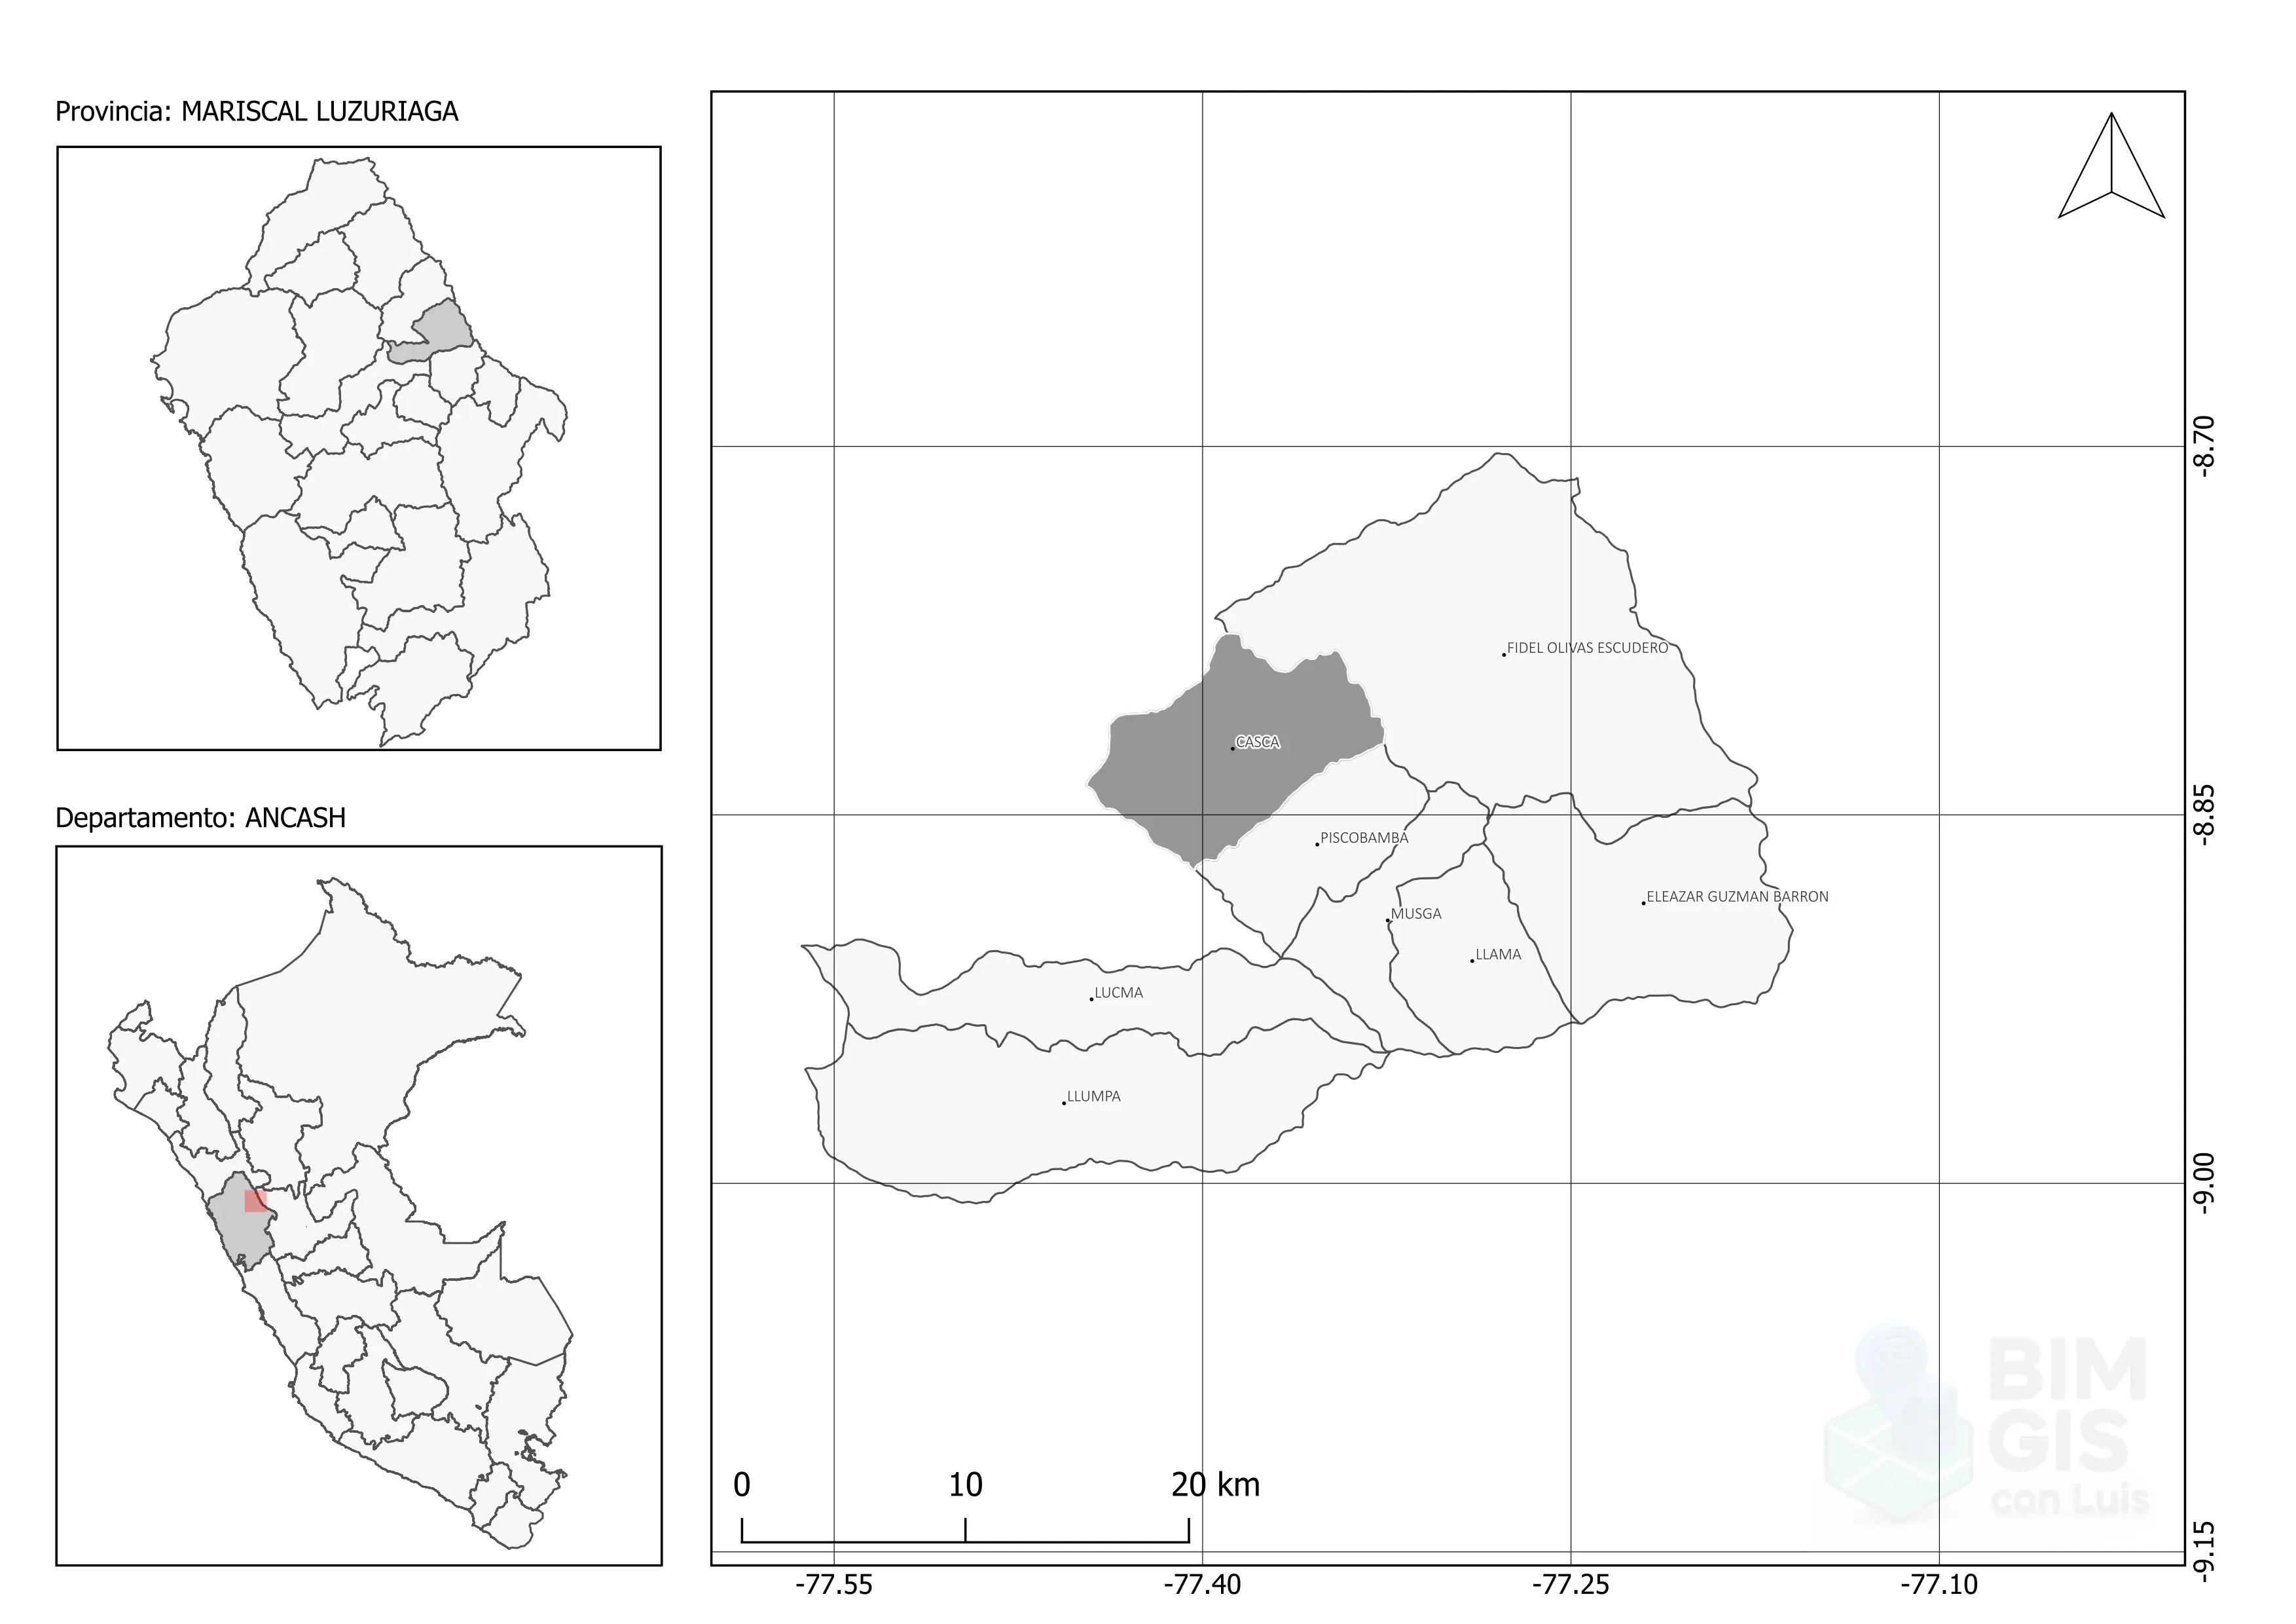 Provincia: MARISCAL LUZURIAGA
Departamento: ANCASH
FIDEL OLIVAS ESCUDERO
CASCA
PISCOBAMBA
ELEAZAR GUZMAN BARRON
MUSGA
LLAMA
LUCMA
LLUMPA
-8.70
-8.85
-9.00
-9.15
0 10 20 km
-77.55 -77.40 -77.25 -77.10
BIM
GIS
con Luis